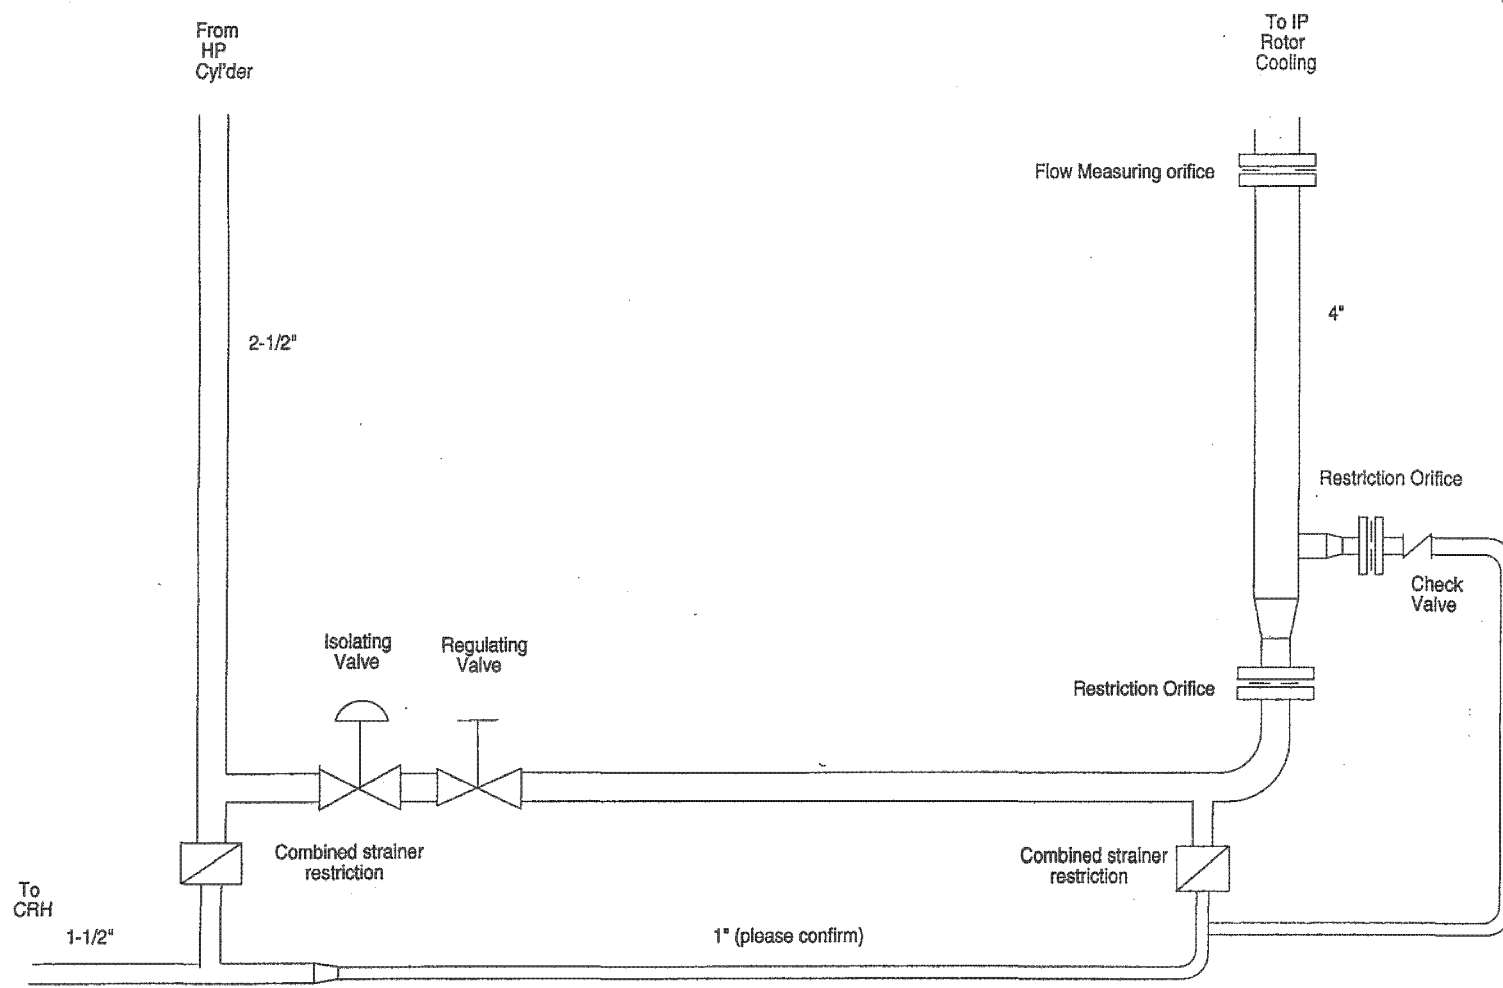 From
HP
Cyl'der
To IP
Rotor
Cooling
Flow Measuring orifice
4"
2-1/2"
Restriction Orifice
Check
Valve
Isolating
Valve
Regulating
Valve
Restriction Orifice
Combined strainer
restriction
Combined strainer
restriction
To
CRH
1-1/2"
1" (please confirm)